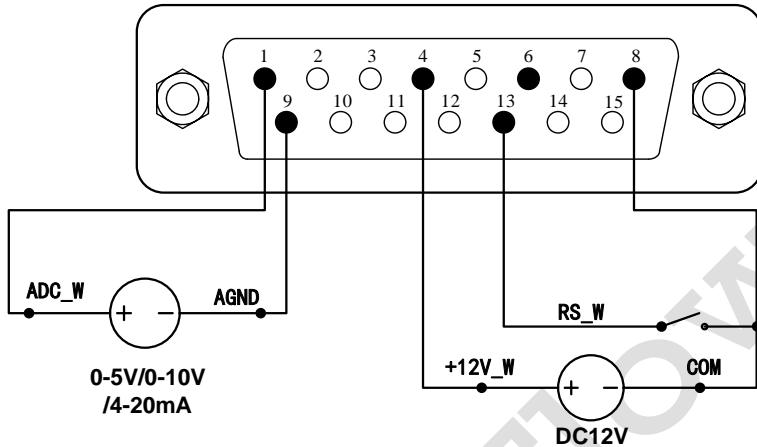 1 2 3 4 5 6 7 8
9 10 11 12 13 14 15
ADC_W AGND
+ −
0-5V/0-10V
/4-20mA
RS_W
+12V_W COM
+ −
DC12V